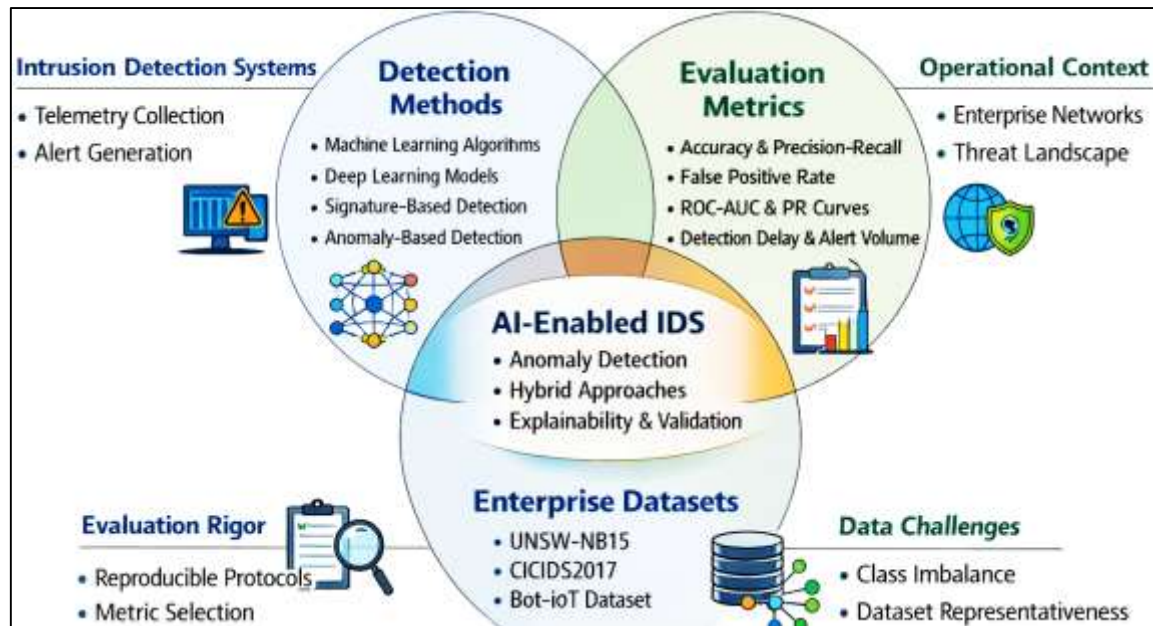 Intrusion Detection Systems
• Telemetry Collection
• Alert Generation
Detection
Methods
• Machine Learning Algorithms
• Deep Learning Models
• Signature-Based Detection
• Anomaly-Based Detection
Evaluation
Metrics
• Accuracy & Precision-Recall
• False Positive Rate
• ROC-AUC & PR Curves
• Detection Delay & Alert Volume
Operational Context
• Enterprise Networks
• Threat Landscape
AI-Enabled IDS
• Anomaly Detection
• Hybrid Approaches
• Explainability & Validation
Evaluation Rigor
• Reproducible Protocols
• Metric Selection
Enterprise Datasets
• UNSW-NB15
• CICIDS2017
• Bot-ioT Dataset
Data Challenges
• Class Imbalance
• Dataset Representativeness